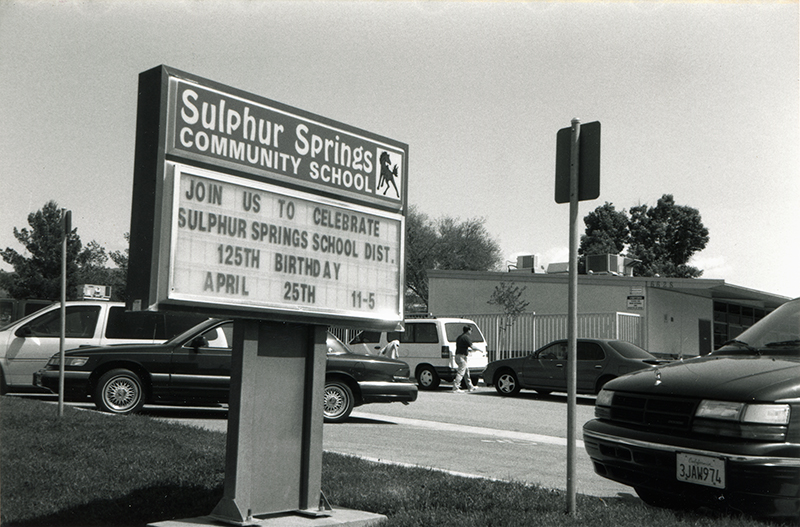 Sulphur Springs
COMMUNITY SCHOOL
JOIN US TO CELEBRATE
SULPHUR SPRINGS SCHOOL DIST.
125TH BIRTHDAY
APRIL 25TH 11-5
California
3JAW974